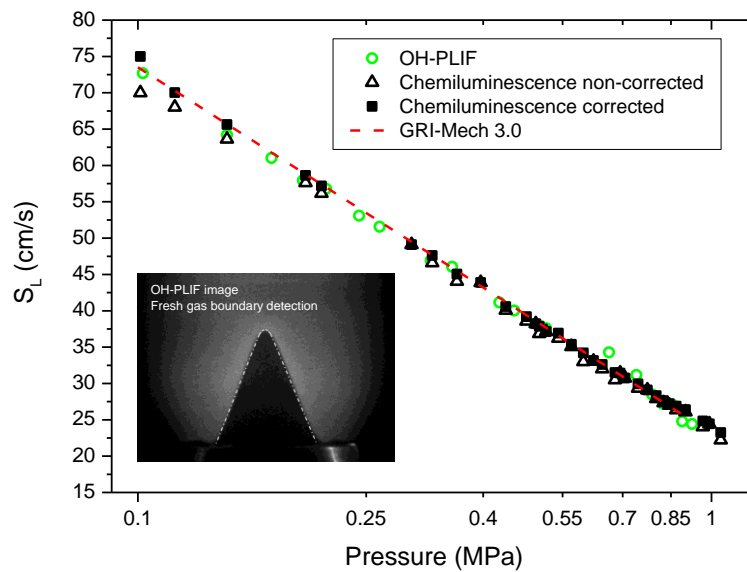 80
75
70
65
60
55
50
45
40
35
30
25
20
15
S_L (cm/s)
OH-PLIF
Chemiluminescence non-corrected
Chemiluminescence corrected
GRI-Mech 3.0
OH-PLIF image
Fresh gas boundary detection
0.1 0.25 0.4 0.55 0.7 0.85 1
Pressure (MPa)